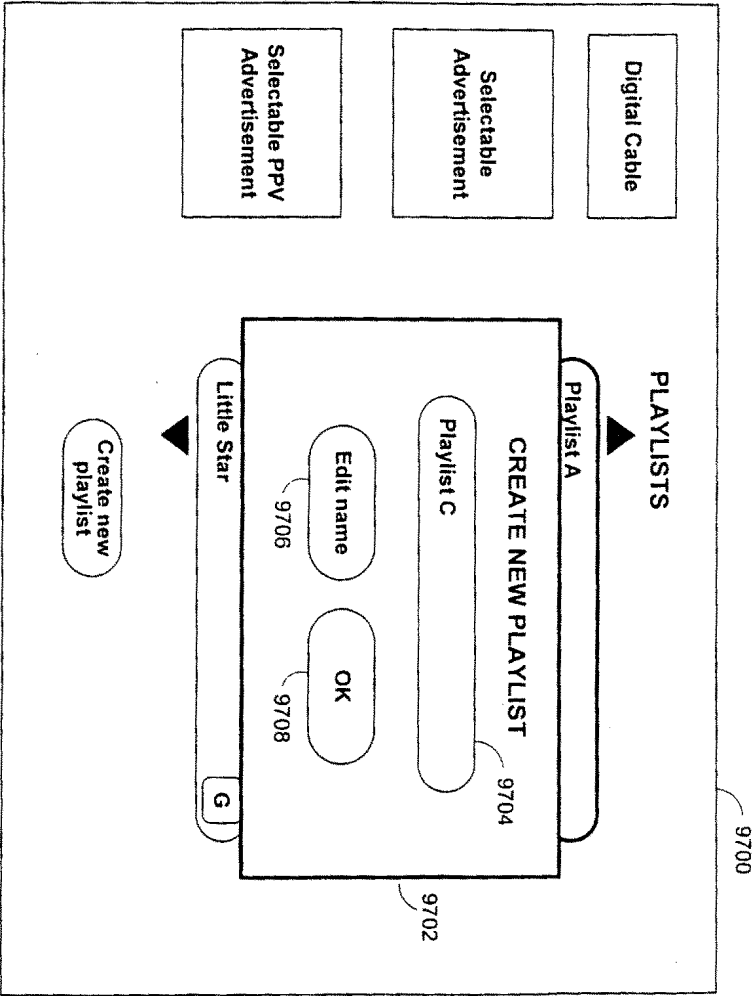 9700
Digital Cable
PLAYLISTS
Playlist A
9702
CREATE NEW PLAYLIST
9704
Playlist C
Edit name
OK
9706
9708
Selectable
Advertisement
Selectable PPV
Advertisement
Little Star
G
Create new
playlist